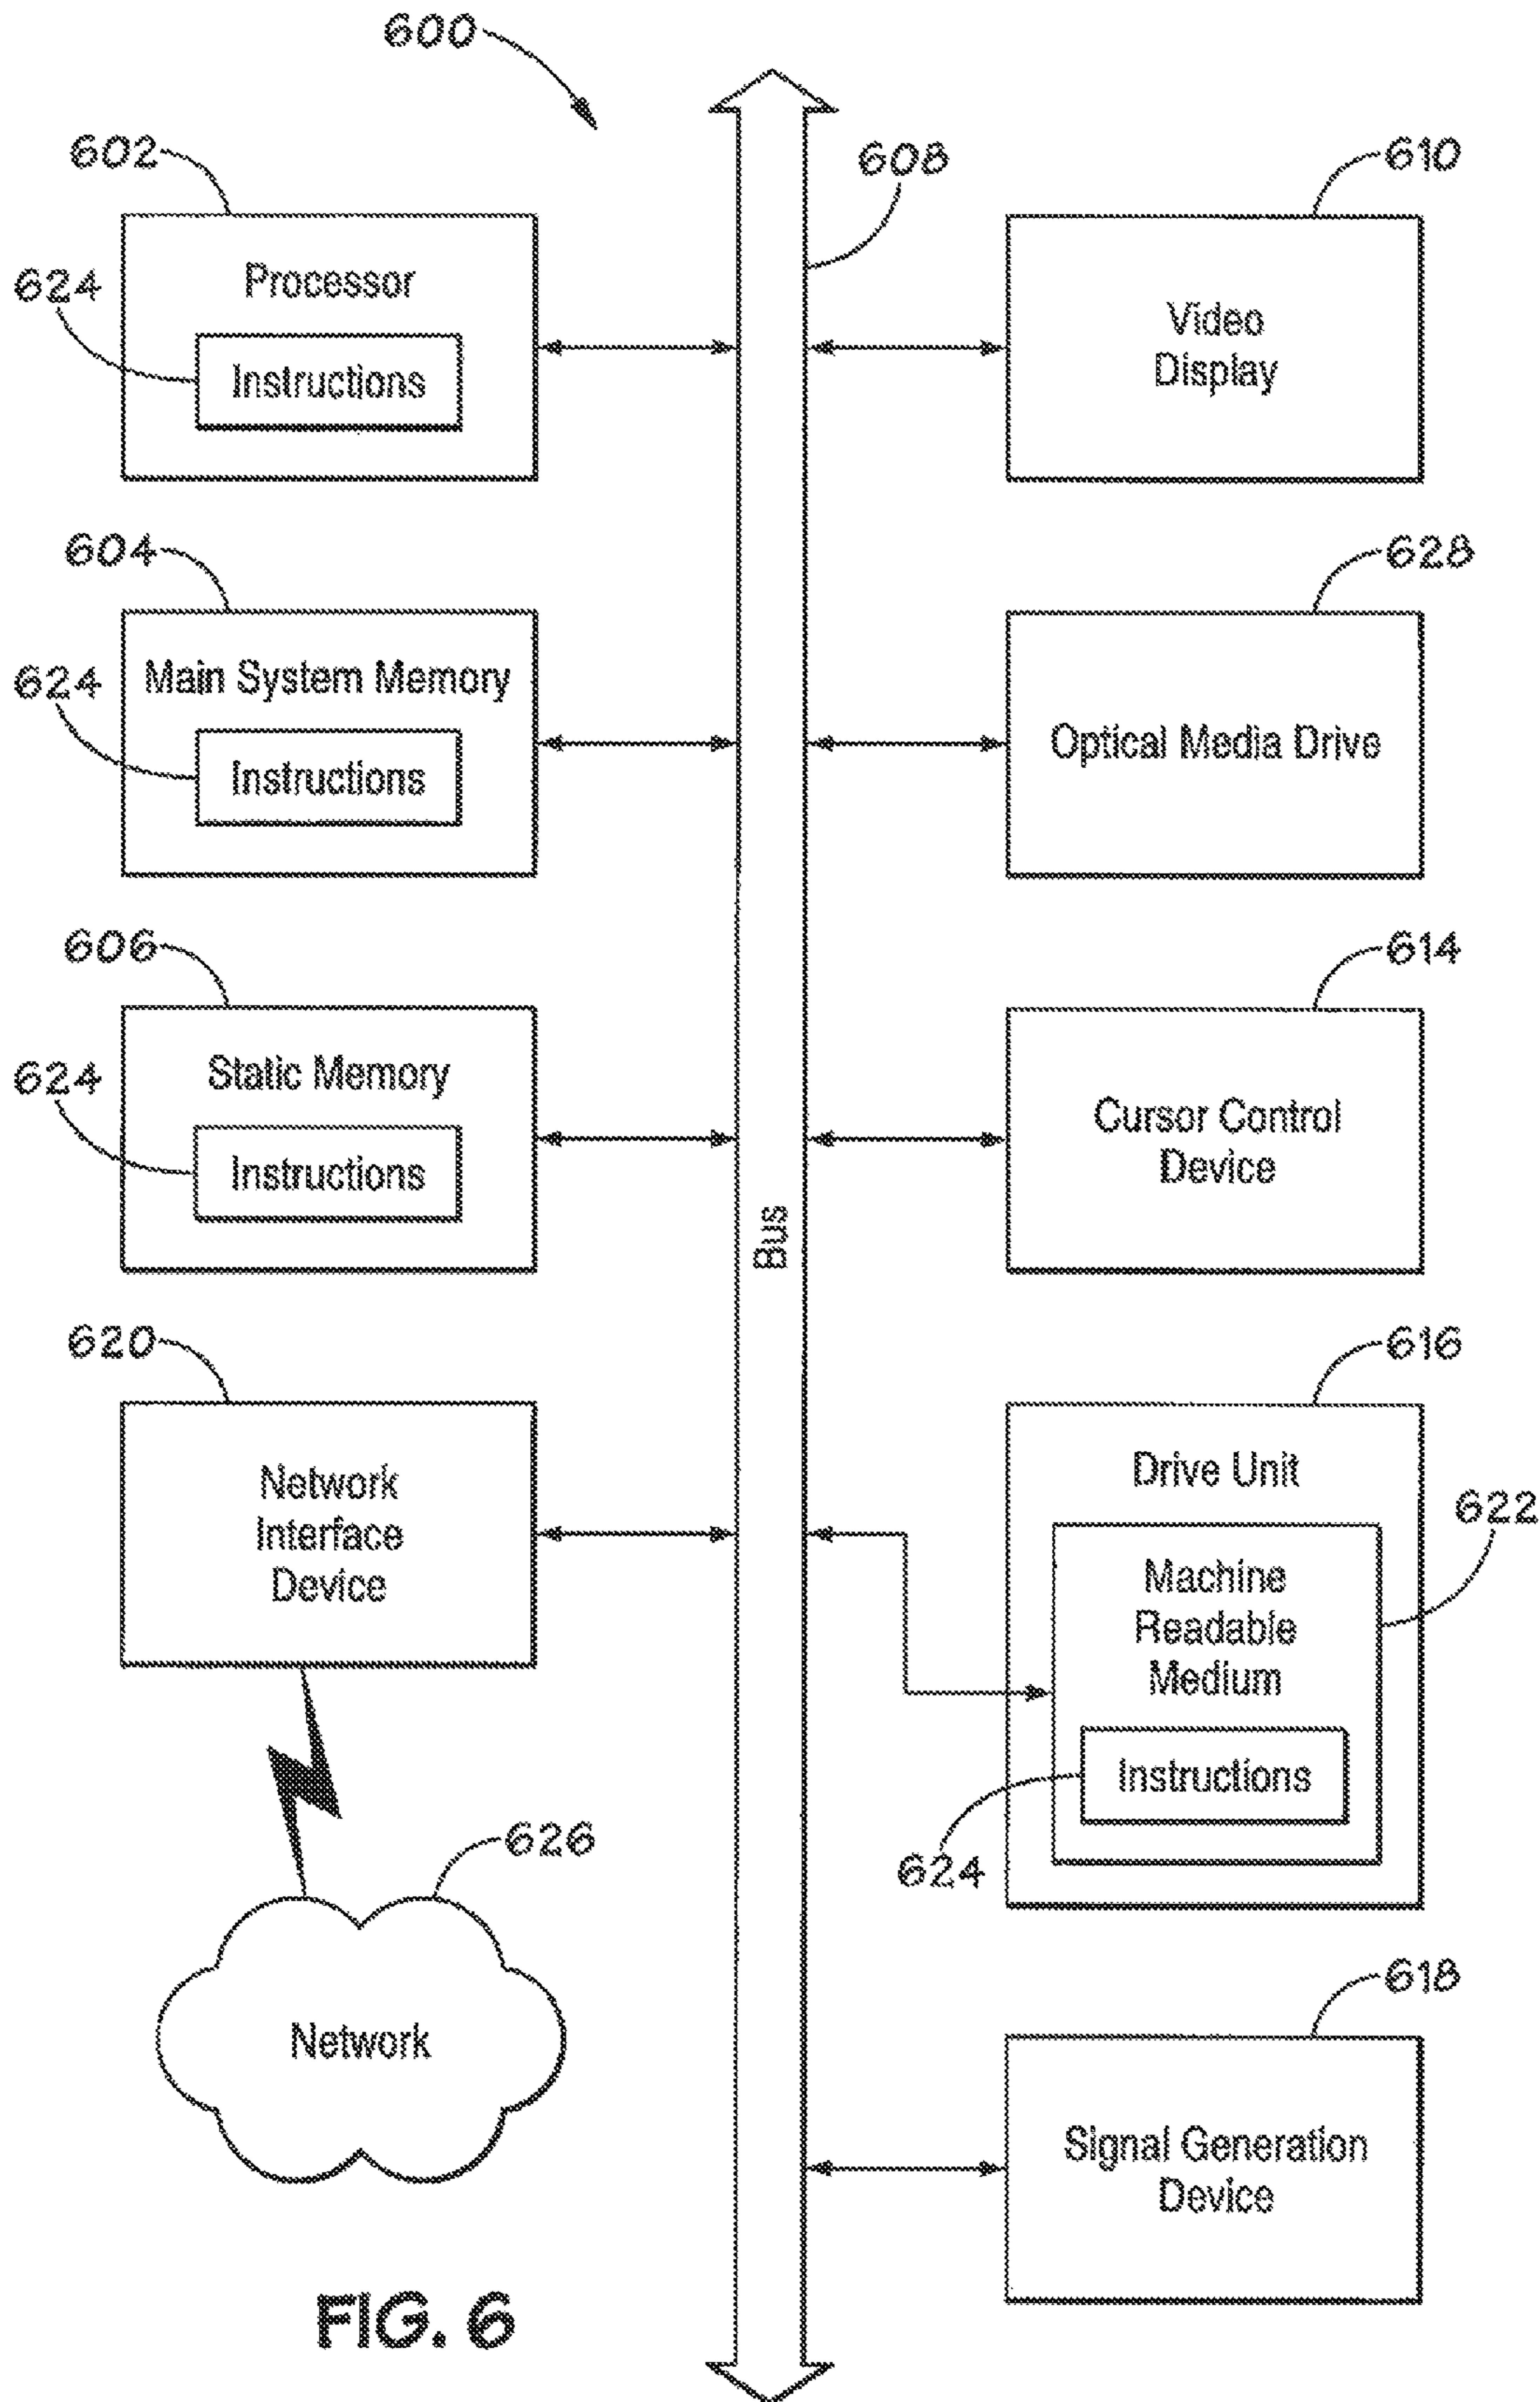 600
602
608
610
624
Processor
Instructions
Video
Display
604
628
624
Main System Memory
Instructions
Optical Media Drive
606
614
624
Static Memory
Instructions
Cursor Control
Device
Bus
620
616
Network
Interface
Device
Drive Unit
622
Machine
Readable
Medium
Instructions
624
626
Network
618
Signal Generation
Device
FIG. 6